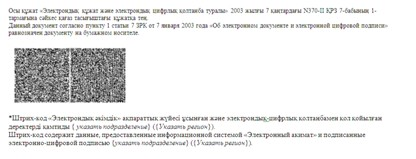 Осы құжат «Электрондық құжат және электрондық цифрлық қолтаңба туралы» 2003 жылғы 7 қаңтардағы N370-II ҚРЗ 7-бабының 1-
тармағына сәйкес қағаз тасығыштағы құжатқа тең.
Данный документ согласно пункту 1 статьи 7 ЗРК от 7 января 2003 года «Об электронном документе и электронной цифровой подписи»
равнозначен документу на бумажном носителе.
*Штрих-код «Электрондық әкімдік» ақпараттық жүйесі ұсынған және электрондық-цифрлық қолтаңбамен қол қойылған
деректерді қамтиды { указать подразделение} ({Указать регион}).
Штрих-код содержит данные, предоставленные информационной системой «Электронный акимат» и подписанные
электронно-цифровой подписью {указать подразделение} ({Указать регион}).